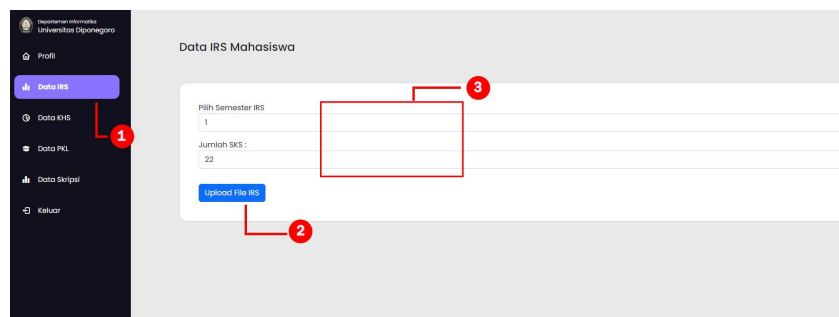 Departemen Informatika
Universitas Diponegoro
Profil
Data IRS
Data KHS
Data PKL
Data Skripsi
Keluar
1
Data IRS Mahasiswa
3
Pilih Semester IRS
1
Jumlah SKS :
22
Upload File IRS
2